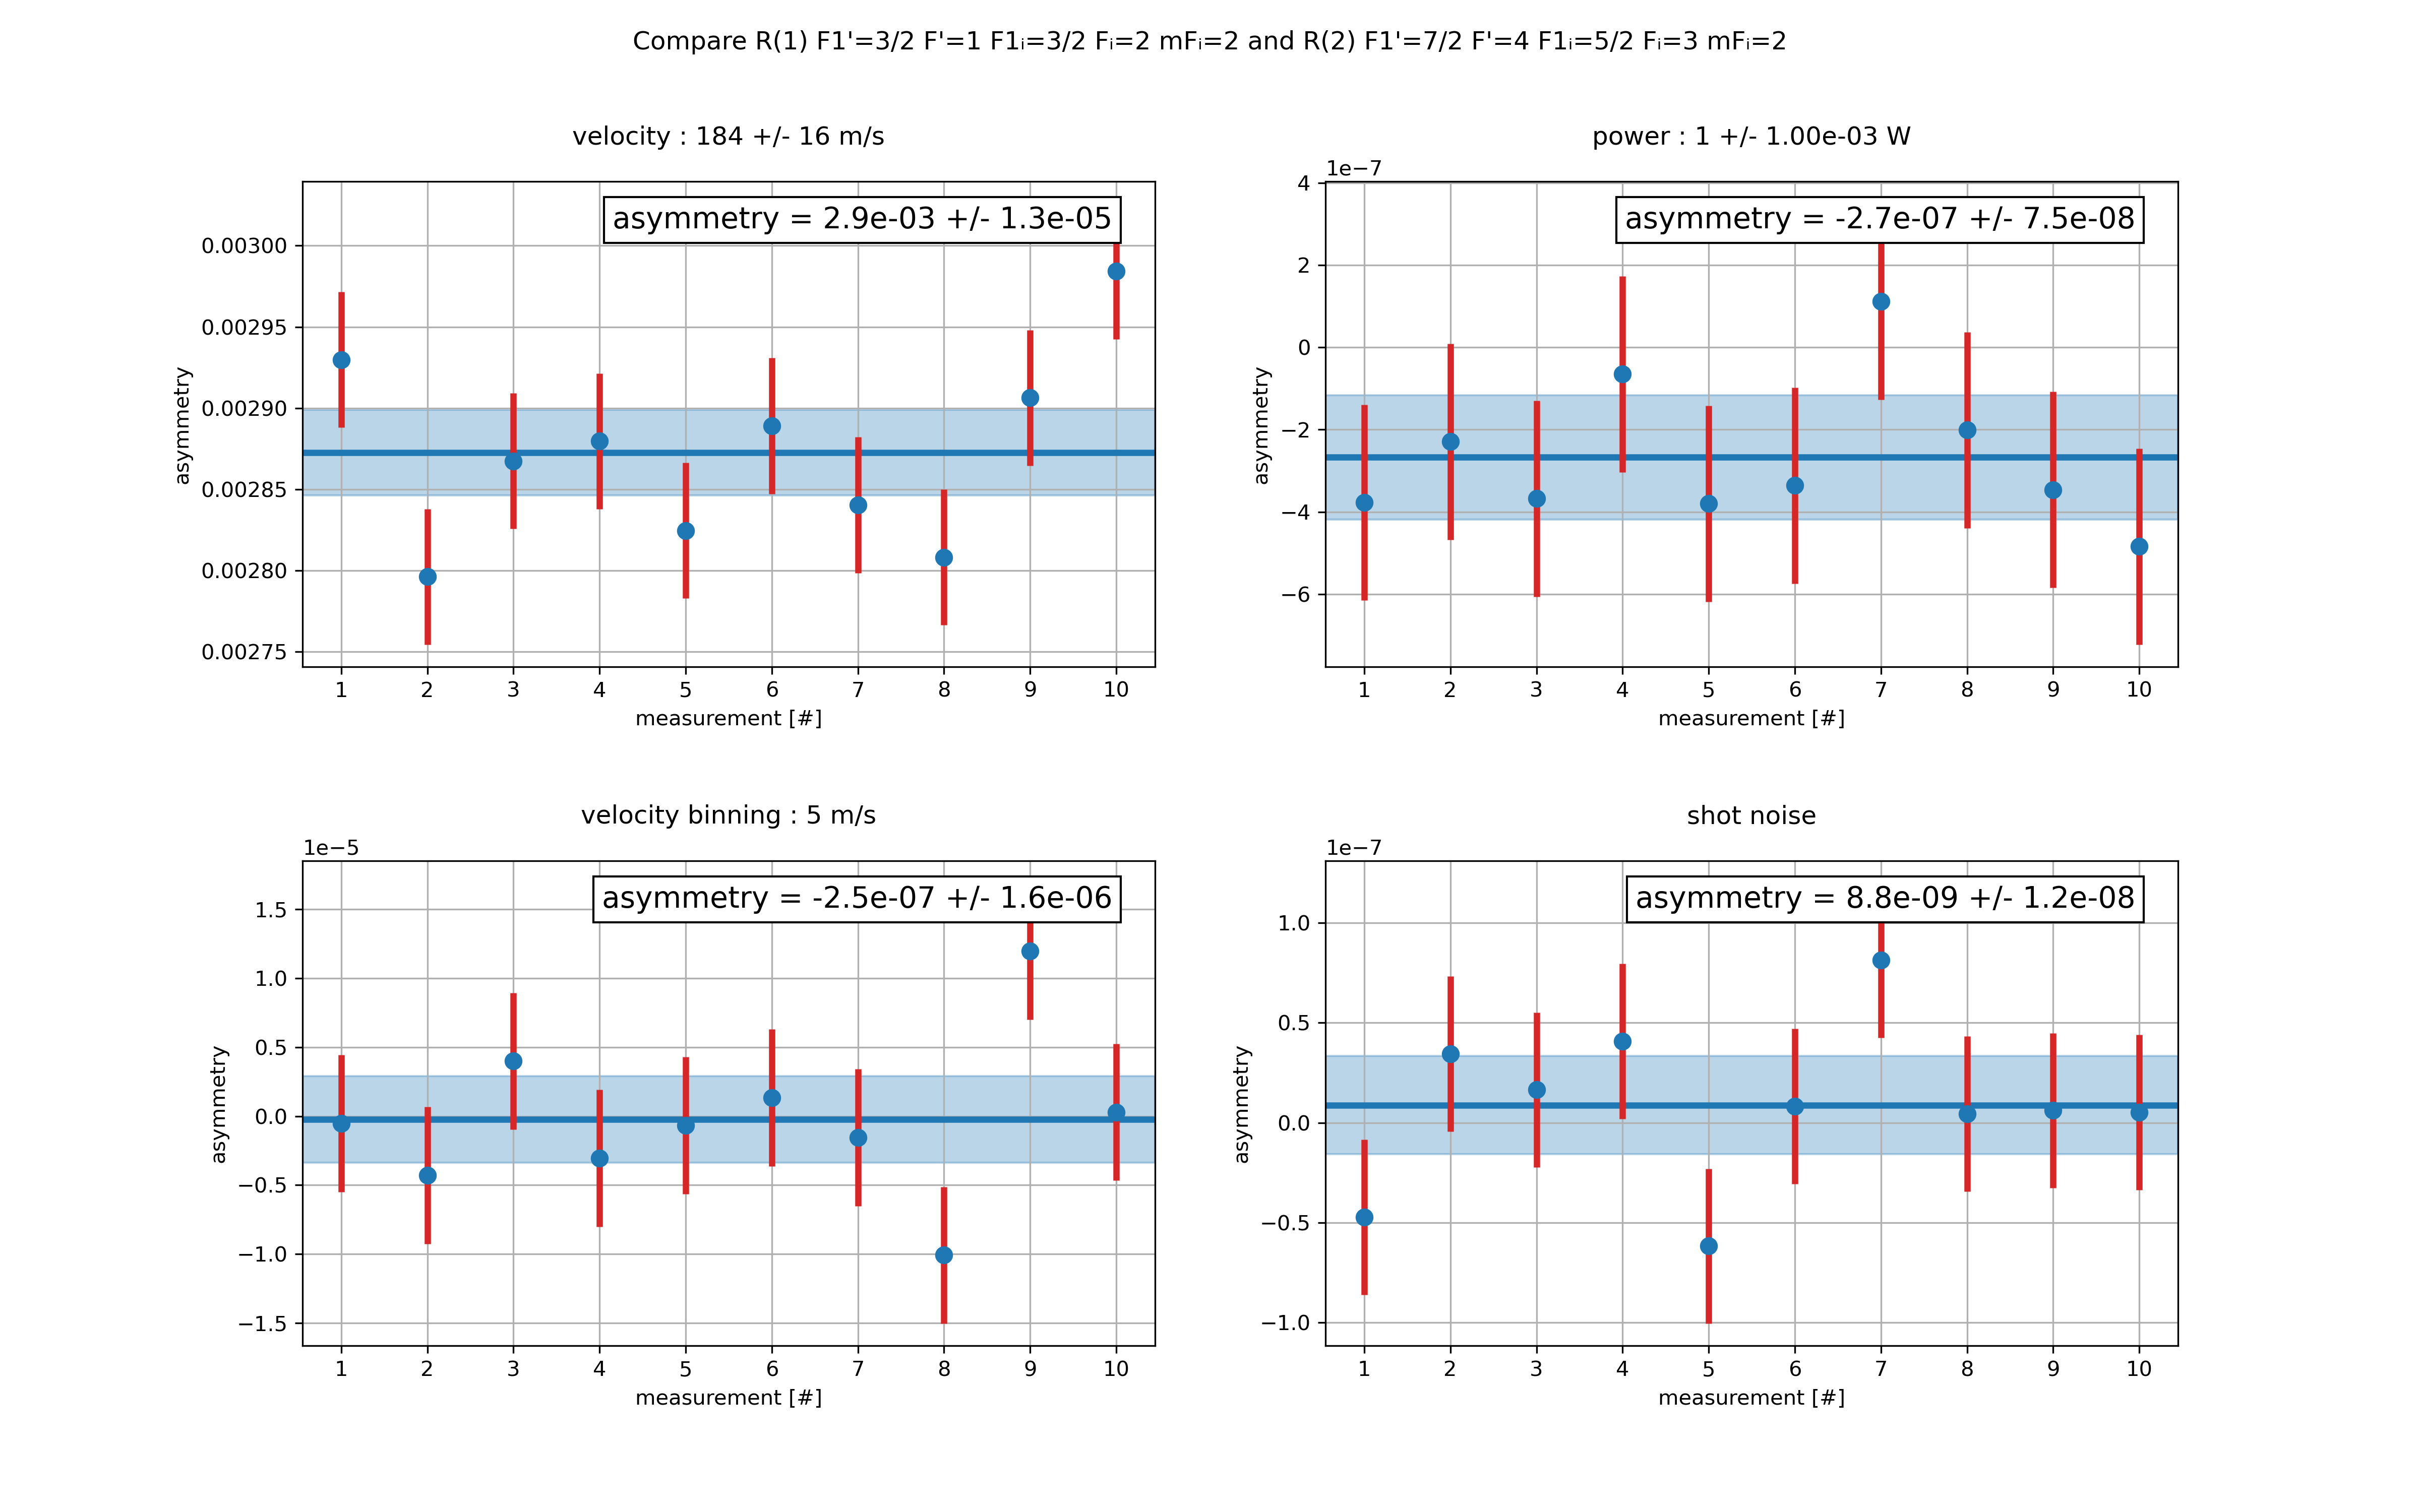 Compare R(1) F1'=3/2 F'=1 F1ᵢ=3/2 Fᵢ=2 mFᵢ=2 and R(2) F1'=7/2 F'=4 F1ᵢ=5/2 Fᵢ=3 mFᵢ=2
velocity : 184 +/- 16 m/s
asymmetry = 2.9e-03 +/- 1.3e-05
0.00300
0.00295
0.00290
0.00285
0.00280
0.00275
asymmetry
1 2 3 4 5 6 7 8 9 10
measurement [#]
power : 1 +/- 1.00e-03 W
1e−7
asymmetry = -2.7e-07 +/- 7.5e-08
4
2
0
−2
−4
−6
asymmetry
1 2 3 4 5 6 7 8 9 10
measurement [#]
velocity binning : 5 m/s
1e−5
asymmetry = -2.5e-07 +/- 1.6e-06
1.5
1.0
0.5
0.0
−0.5
−1.0
−1.5
asymmetry
1 2 3 4 5 6 7 8 9 10
measurement [#]
shot noise
1e−7
asymmetry = 8.8e-09 +/- 1.2e-08
1.0
0.5
0.0
−0.5
−1.0
asymmetry
1 2 3 4 5 6 7 8 9 10
measurement [#]